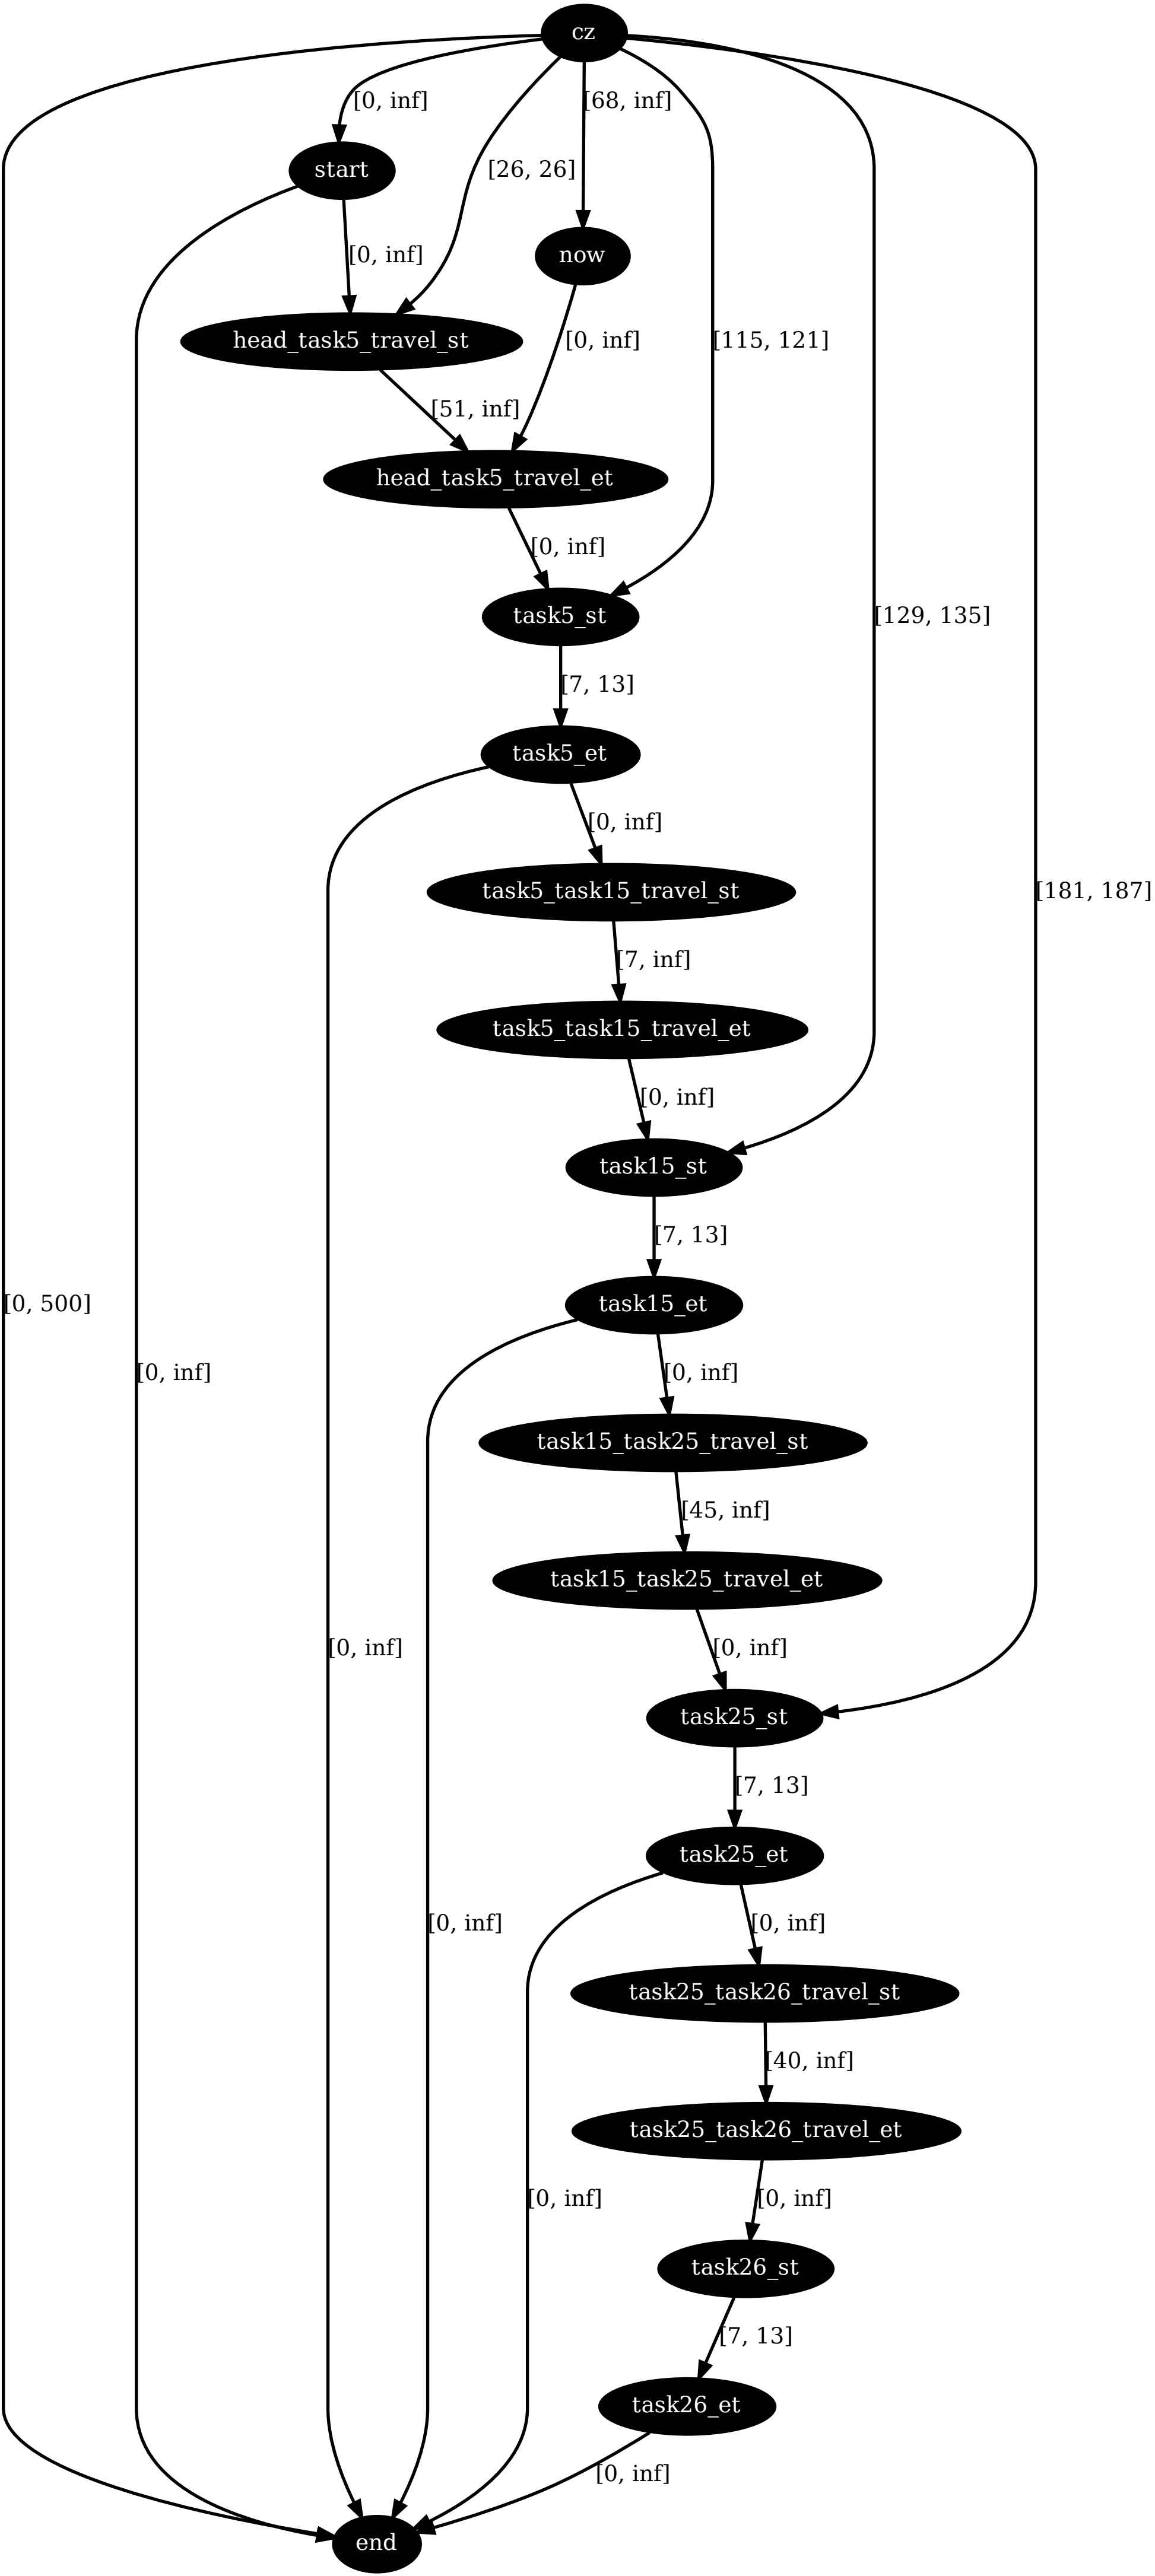 cz
[0, inf]
[68, inf]
[26, 26]
start
now
[0, inf]
head_task5_travel_st
[0, inf]
[115, 121]
[51, inf]
head_task5_travel_et
[0, inf]
task5_st
[129, 135]
[7, 13]
task5_et
[0, inf]
task5_task15_travel_st
[181, 187]
[7, inf]
task5_task15_travel_et
[0, inf]
task15_st
[7, 13]
[0, 500]
task15_et
[0, inf]
[0, inf]
task15_task25_travel_st
[45, inf]
task15_task25_travel_et
[0, inf]
[0, inf]
task25_st
[7, 13]
task25_et
[0, inf]
[0, inf]
task25_task26_travel_st
[40, inf]
task25_task26_travel_et
[0, inf]
[0, inf]
task26_st
[7, 13]
task26_et
[0, inf]
end